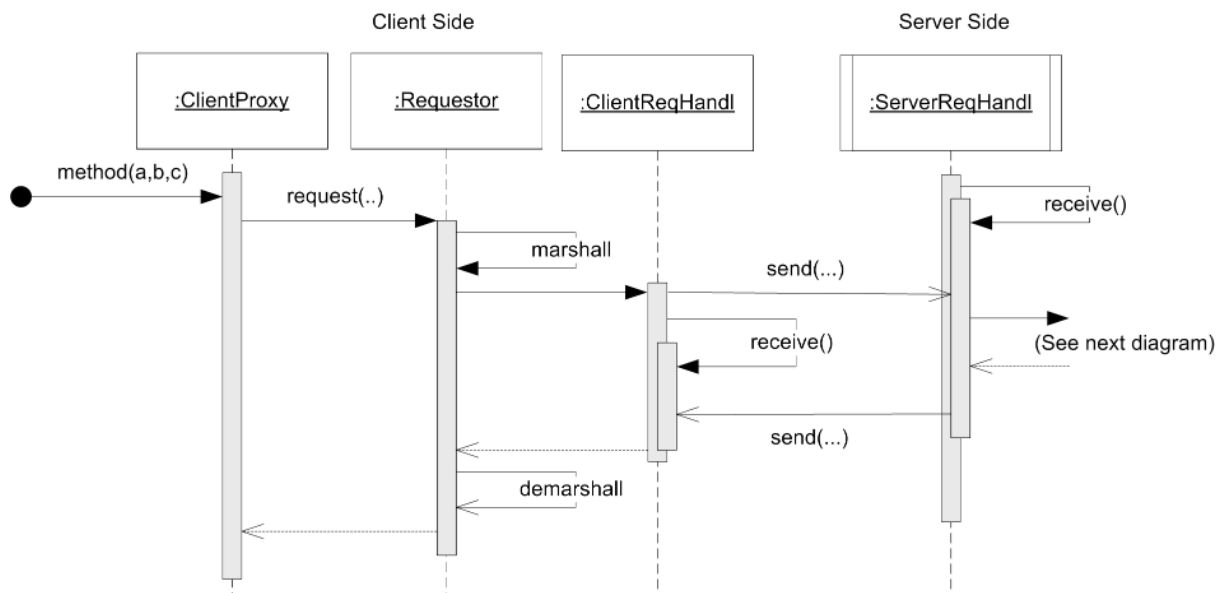 Client Side
Server Side
:ClientProxy
:Requestor
:ClientReqHandl
:ServerReqHandl
method(a,b,c)
request(..)
receive()
marshall
send(...)
receive()
(See next diagram)
send(...)
demarshall